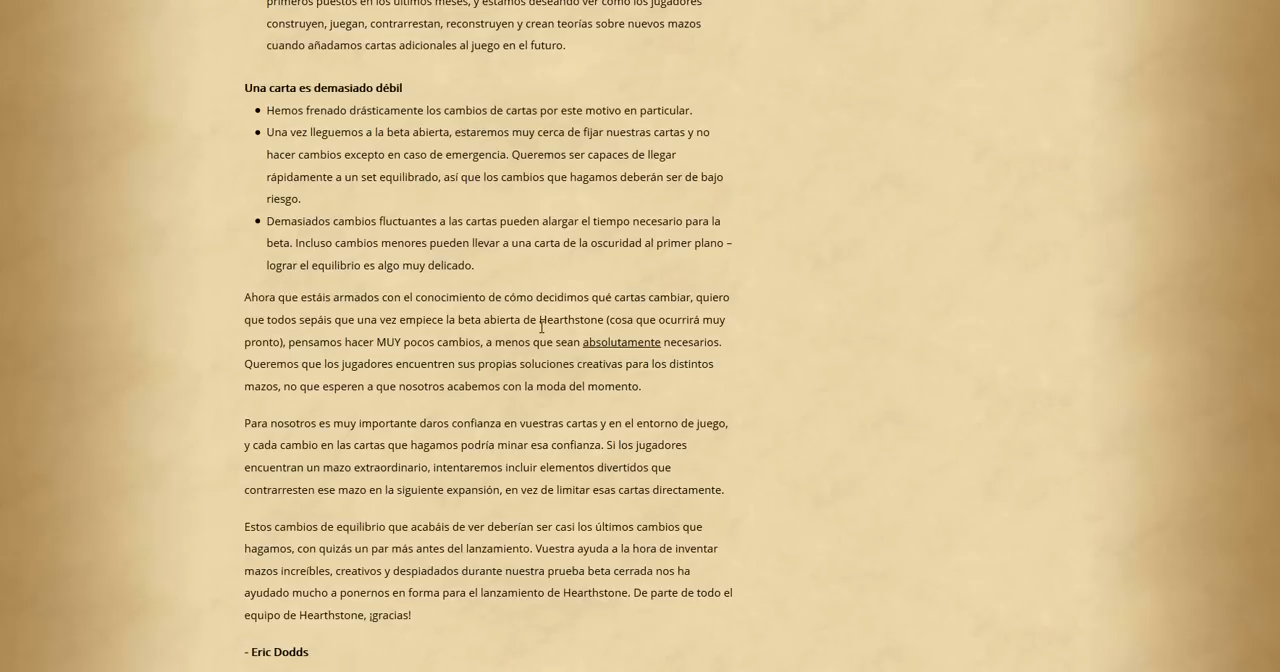 primeros puestos en los últimos meses, y estamos deseando ver cómo los jugadores
construyen, juegan, contrarrestan, reconstruyen y crean teorías sobre nuevos mazos
cuando añadamos cartas adicionales al juego en el futuro.
Una carta es demasiado débil
● Hemos frenado drásticamente los cambios de cartas por este motivo en particular.
● Una vez lleguemos a la beta abierta, estaremos muy cerca de fijar nuestras cartas y no
hacer cambios excepto en caso de emergencia. Queremos ser capaces de llegar
rápidamente a un set equilibrado, así que los cambios que hagamos deberán ser de bajo
riesgo.
● Demasiados cambios fluctuantes a las cartas pueden alargar el tiempo necesario para la
beta. Incluso cambios menores pueden llevar a una carta de la oscuridad al primer plano –
lograr el equilibrio es algo muy delicado.
Ahora que estáis armados con el conocimiento de cómo decidimos qué cartas cambiar, quiero
que todos sepáis que una vez empiece la beta abierta de Hearthstone (cosa que ocurrirá muy
pronto), pensamos hacer MUY pocos cambios, a menos que sean absolutamente necesarios.
Queremos que los jugadores encuentren sus propias soluciones creativas para los distintos
mazos, no que esperen a que nosotros acabemos con la moda del momento.
Para nosotros es muy importante daros confianza en vuestras cartas y en el entorno de juego,
y cada cambio en las cartas que hagamos podría minar esa confianza. Si los jugadores
encuentran un mazo extraordinario, intentaremos incluir elementos divertidos que
contrarresten ese mazo en la siguiente expansión, en vez de limitar esas cartas directamente.
Estos cambios de equilibrio que acabáis de ver deberían ser casi los últimos cambios que
hagamos, con quizás un par más antes del lanzamiento. Vuestra ayuda a la hora de inventar
mazos increíbles, creativos y despiadados durante nuestra prueba beta cerrada nos ha
ayudado mucho a ponernos en forma para el lanzamiento de Hearthstone. De parte de todo el
equipo de Hearthstone, ¡gracias!
- Eric Dodds